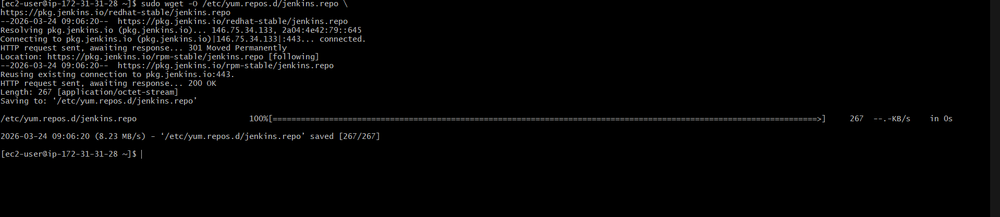 [ec2-user@ip-172-31-31-28 ~]$ sudo wget -O /etc/yum.repos.d/jenkins.repo \
https://pkg.jenkins.io/redhat-stable/jenkins.repo
--2026-03-24 09:06:20--  https://pkg.jenkins.io/redhat-stable/jenkins.repo
Resolving pkg.jenkins.io (pkg.jenkins.io)... 146.75.34.133, 2a04:4e42:79::645
Connecting to pkg.jenkins.io (pkg.jenkins.io)|146.75.34.133|:443... connected.
HTTP request sent, awaiting response... 301 Moved Permanently
Location: https://pkg.jenkins.io/rpm-stable/jenkins.repo [following]
--2026-03-24 09:06:20--  https://pkg.jenkins.io/rpm-stable/jenkins.repo
Reusing existing connection to pkg.jenkins.io:443.
HTTP request sent, awaiting response... 200 OK
Length: 267 [application/octet-stream]
Saving to: ‘/etc/yum.repos.d/jenkins.repo’
/etc/yum.repos.d/jenkins.repo                        100%[====================================================================================================================>]     267  --.-KB/s    in 0s
2026-03-24 09:06:20 (8.23 MB/s) - ‘/etc/yum.repos.d/jenkins.repo’ saved [267/267]
[ec2-user@ip-172-31-31-28 ~]$